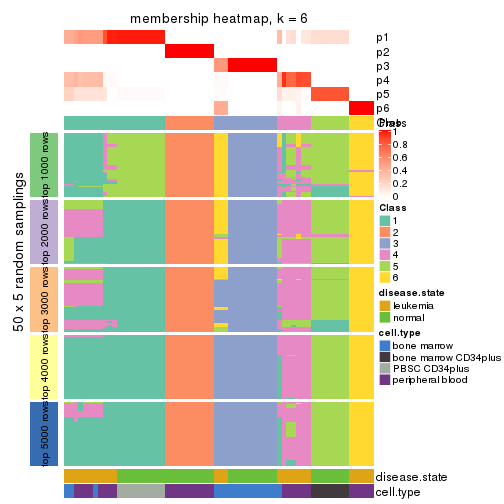 membership heatmap, k = 6
p1
p2
p3
p4
p5
p6
Class
Prob
1
0.8
0.6
0.4
0.2
0
Class
1
2
3
4
5
6
disease.state
leukemia
normal
cell.type
bone marrow
bone marrow CD34plus
PBSC CD34plus
peripheral blood
50 x 5 random samplings
top 1000 rows
top 2000 rows
top 3000 rows
top 4000 rows
top 5000 rows
disease.state
cell.type